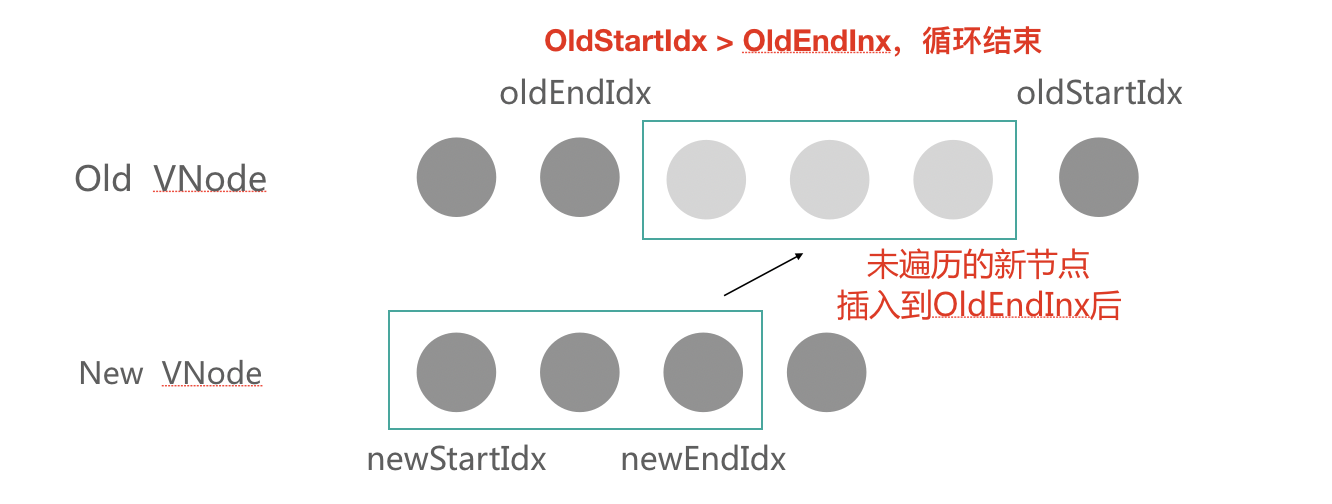 OldStartIdx > OldEndInx，循环结束
oldEndIdx
oldStartIdx
Old VNode
未遍历的新节点
插入到OldEndInx后
New VNode
newStartIdx
newEndIdx